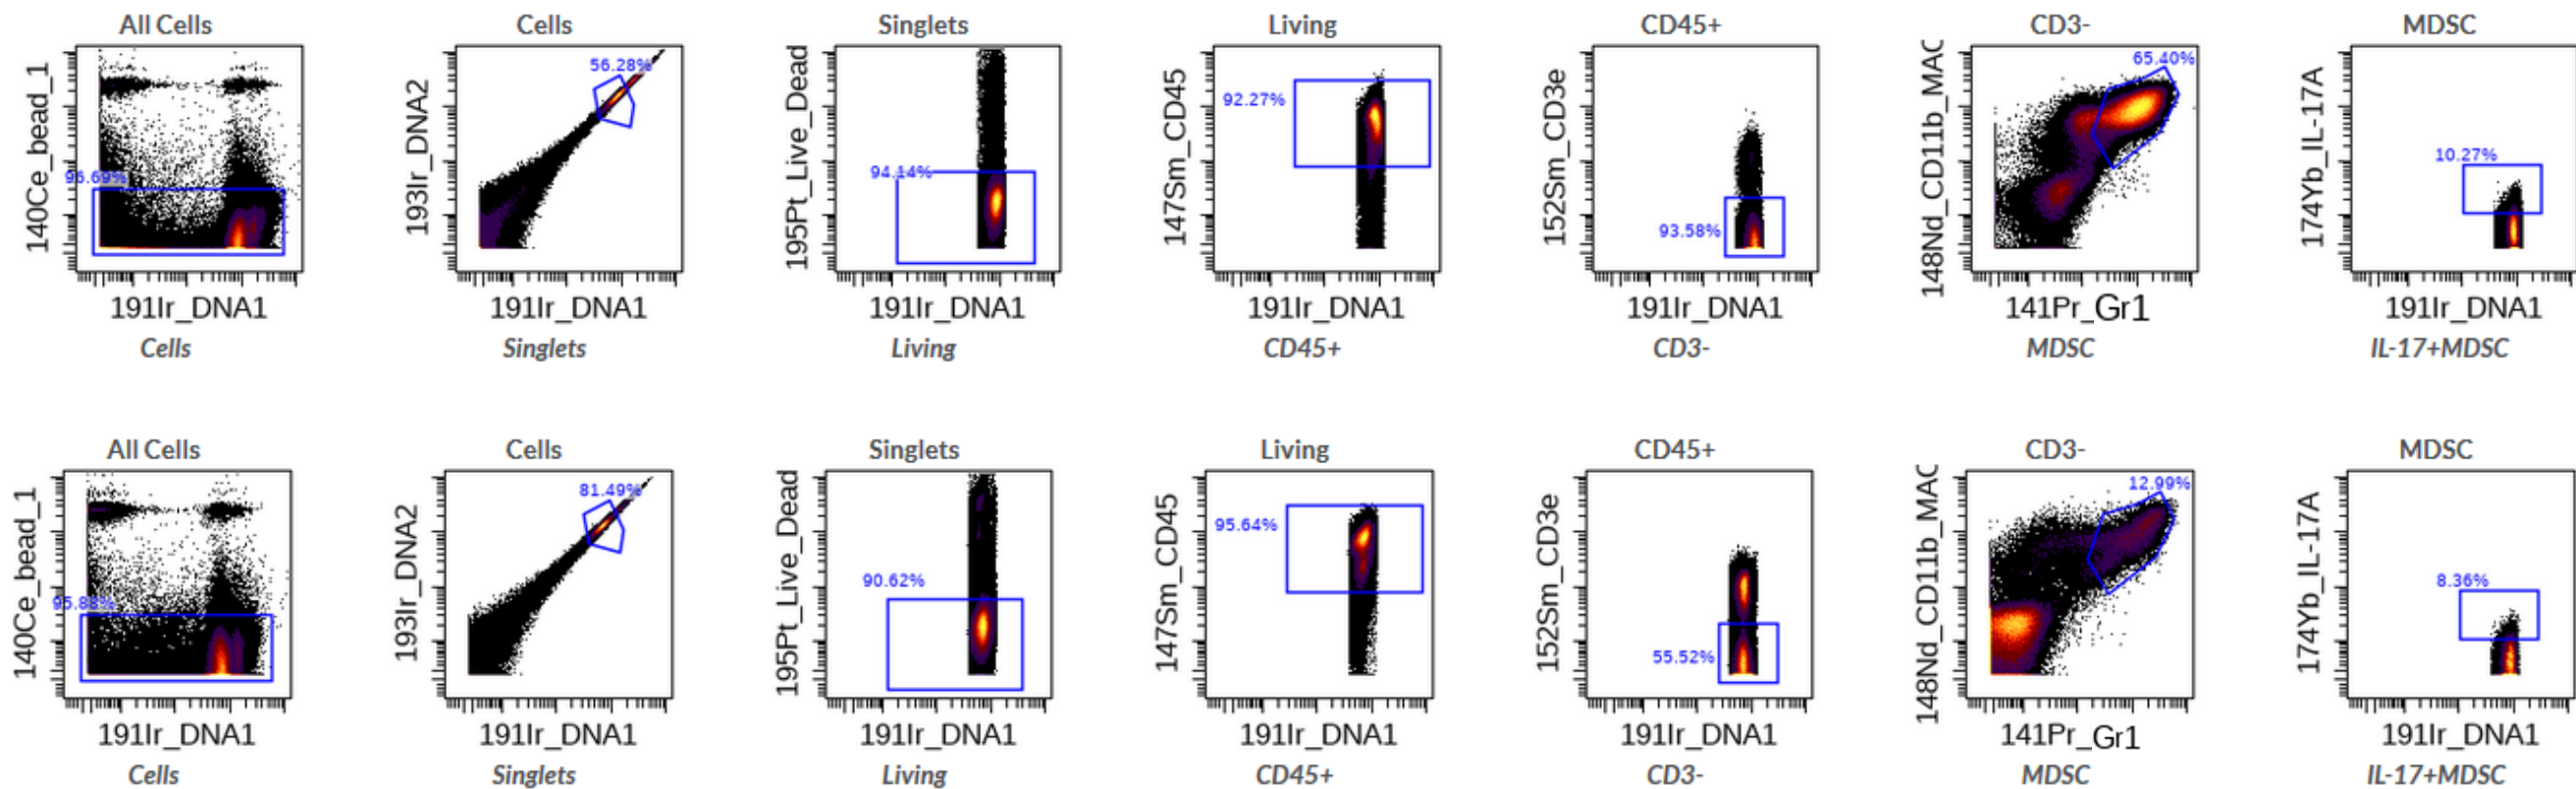 All Cells
140Ce_bead_1
95.69%
191Ir_DNA1
Cells
Cells
193Ir_DNA2
56.28%
191Ir_DNA1
Singlets
Singlets
195Pt_Live_Dead
94.14%
191Ir_DNA1
Living
Living
147Sm_CD45
92.27%
191Ir_DNA1
CD45+
CD45+
152Sm_CD3e
93.58%
191Ir_DNA1
CD3-
CD3-
148Nd_CD11b_MAC
65.40%
141Pr_Gr1
MDSC
MDSC
174Yb_IL-17A
10.27%
191Ir_DNA1
IL-17+MDSC
All Cells
140Ce_bead_1
95.88%
191Ir_DNA1
Cells
Cells
193Ir_DNA2
81.49%
191Ir_DNA1
Singlets
Singlets
195Pt_Live_Dead
90.62%
191Ir_DNA1
Living
Living
147Sm_CD45
95.64%
191Ir_DNA1
CD45+
CD45+
152Sm_CD3e
55.52%
191Ir_DNA1
CD3-
CD3-
148Nd_CD11b_MAC
12.99%
141Pr_Gr1
MDSC
MDSC
174Yb_IL-17A
8.36%
191Ir_DNA1
IL-17+MDSC